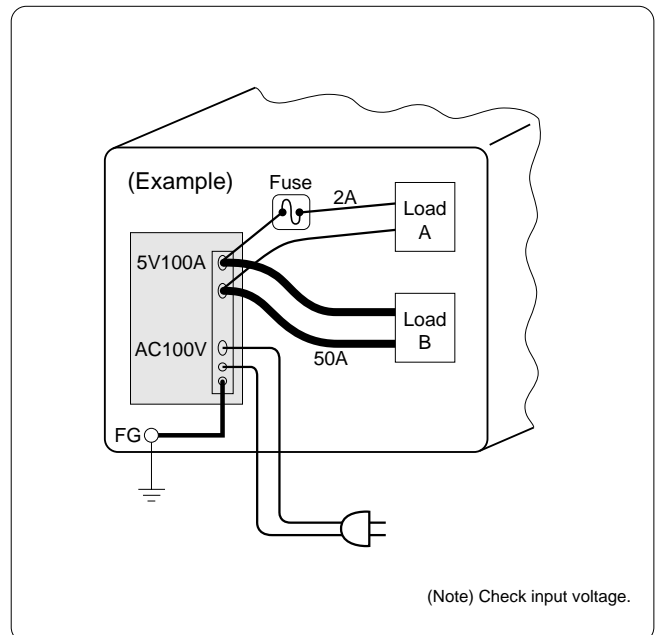 (Example)
Fuse
2A
Load
A
5V100A
Load
B
50A
AC100V
FG
(Note) Check input voltage.